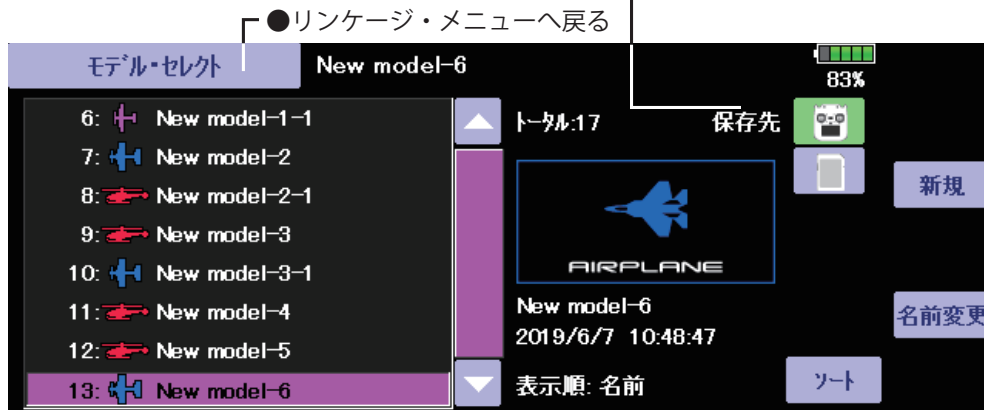 ●リンケージ・メニューへ戻る
モデル・セレクト New model-6
83%
6: New model-1-1
7: New model-2
8: New model-2-1
9: New model-3
10: New model-3-1
11: New model-4
12: New model-5
13: New model-6
トータル:17 保存先
AIRPLANE
New model-6
2019/6/7 10:48:47
表示順: 名前
ソート
新規
名前変更